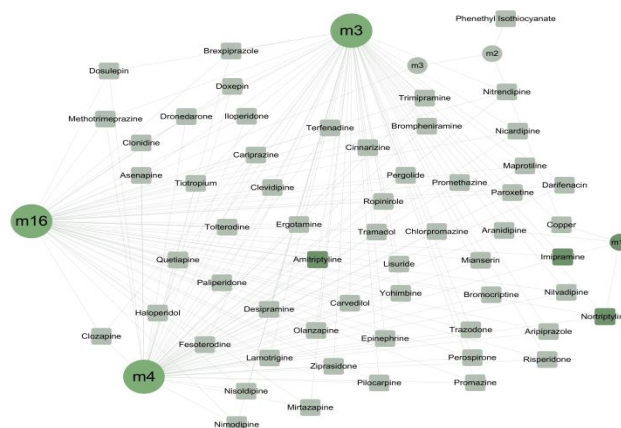 Phenethyl Isothiocyanate
m3
Brexpiprazole
m2
m3
Dosulepin
Doxepin
Nitrendipine
Trimipramine
Methotrimeprazine
Dronedarone
Iloperidone
Terfenadine
Brompheniramine
Nicardipine
Clonidine
Cinnarizine
Cariprazine
Maprotiline
Asenapine
Tiotropium
Clevidipine
Pergolide
Promethazine
Paroxetine
Darifenacin
Ropinirole
m16
Tolterodine
Ergotamine
Tramadol
Chlorpromazine
Aranidipine
Copper
Quetiapine
Amitriptyline
Lisuride
Mianserin
Imipramine
Paliperidone
Yohimbine
Bromocriptine
Nilvadipine
Haloperidol
Desipramine
Carvedilol
Nortriptyline
Clozapine
Fesoterodine
Olanzapine
Epinephrine
Trazodone
Aripiprazole
Lamotrigine
Ziprasidone
Perospirone
Risperidone
m4
Nisoldipine
Pilocarpine
Promazine
Mirtazapine
Nimodipine